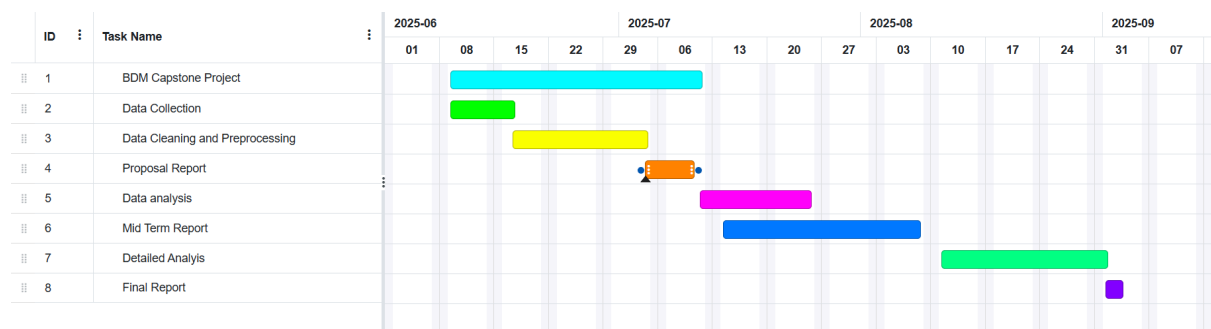 2025-06 2025-07 2025-08 2025-09
ID Task Name
01 08 15 22 29 06 13 20 27 03 10 17 24 31 07
1 BDM Capstone Project
2 Data Collection
3 Data Cleaning and Preprocessing
4 Proposal Report
5 Data analysis
6 Mid Term Report
7 Detailed Analyis
8 Final Report